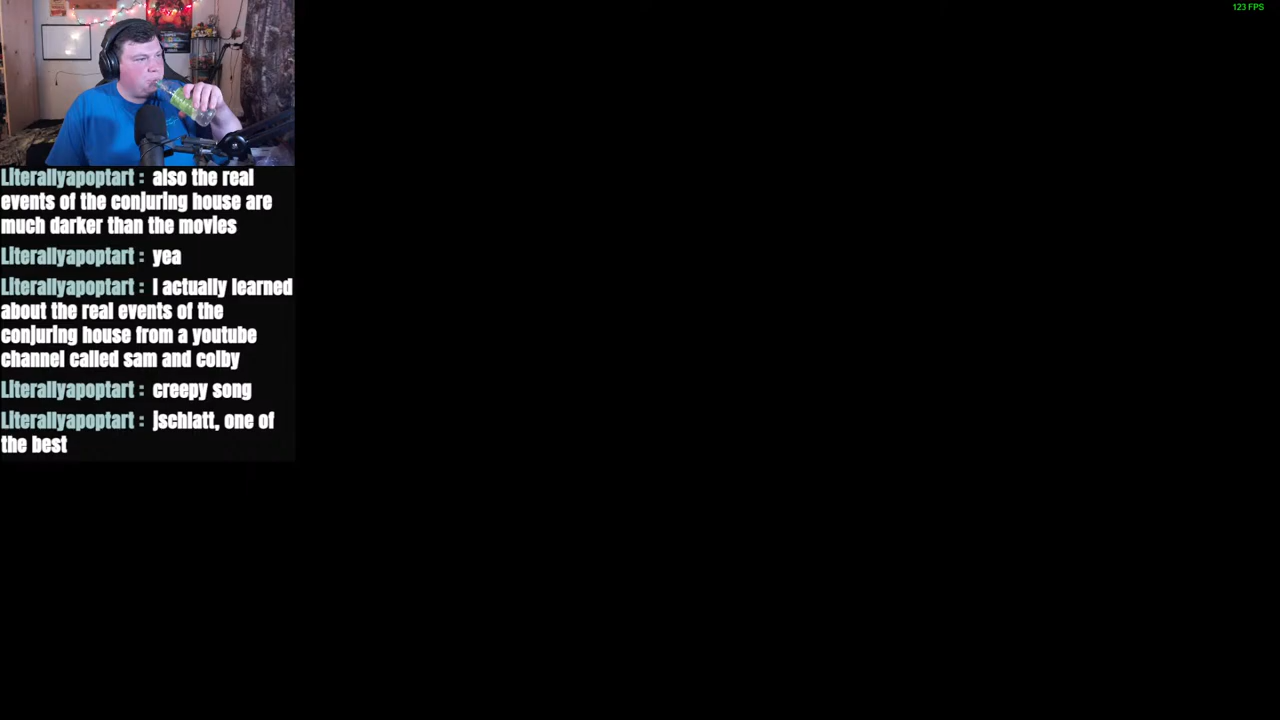 123 FPS
Literallyapoptart : also the real
events of the conjuring house are
much darker than the movies
Literallyapoptart : yea
Literallyapoptart : I actually learned
about the real events of the
conjuring house from a youtube
channel called sam and colby
Literallyapoptart : creepy song
Literallyapoptart : jschlatt, one of
the best